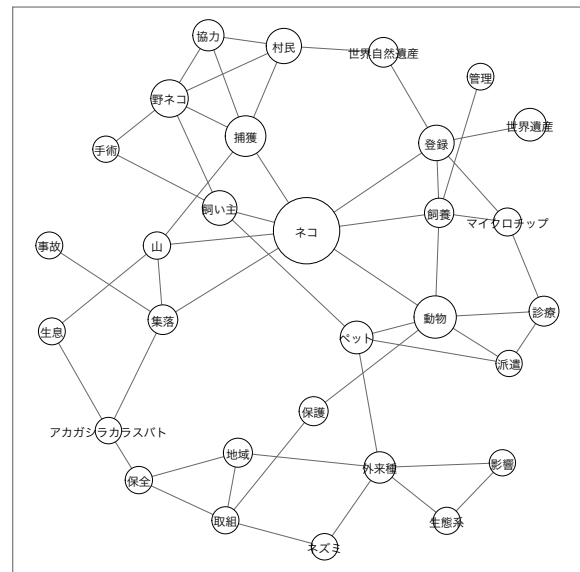 協力
村民
世界自然遺産
管理
野ネコ
世界遺産
捕獲
登録
手術
飼い主
飼養
マイクロチップ
ネコ
事故
山
集落
動物
診療
生息
ペット
派遣
保護
アカガシラカラスバト
地域
影響
外来種
保全
取組
生態系
ネズミ